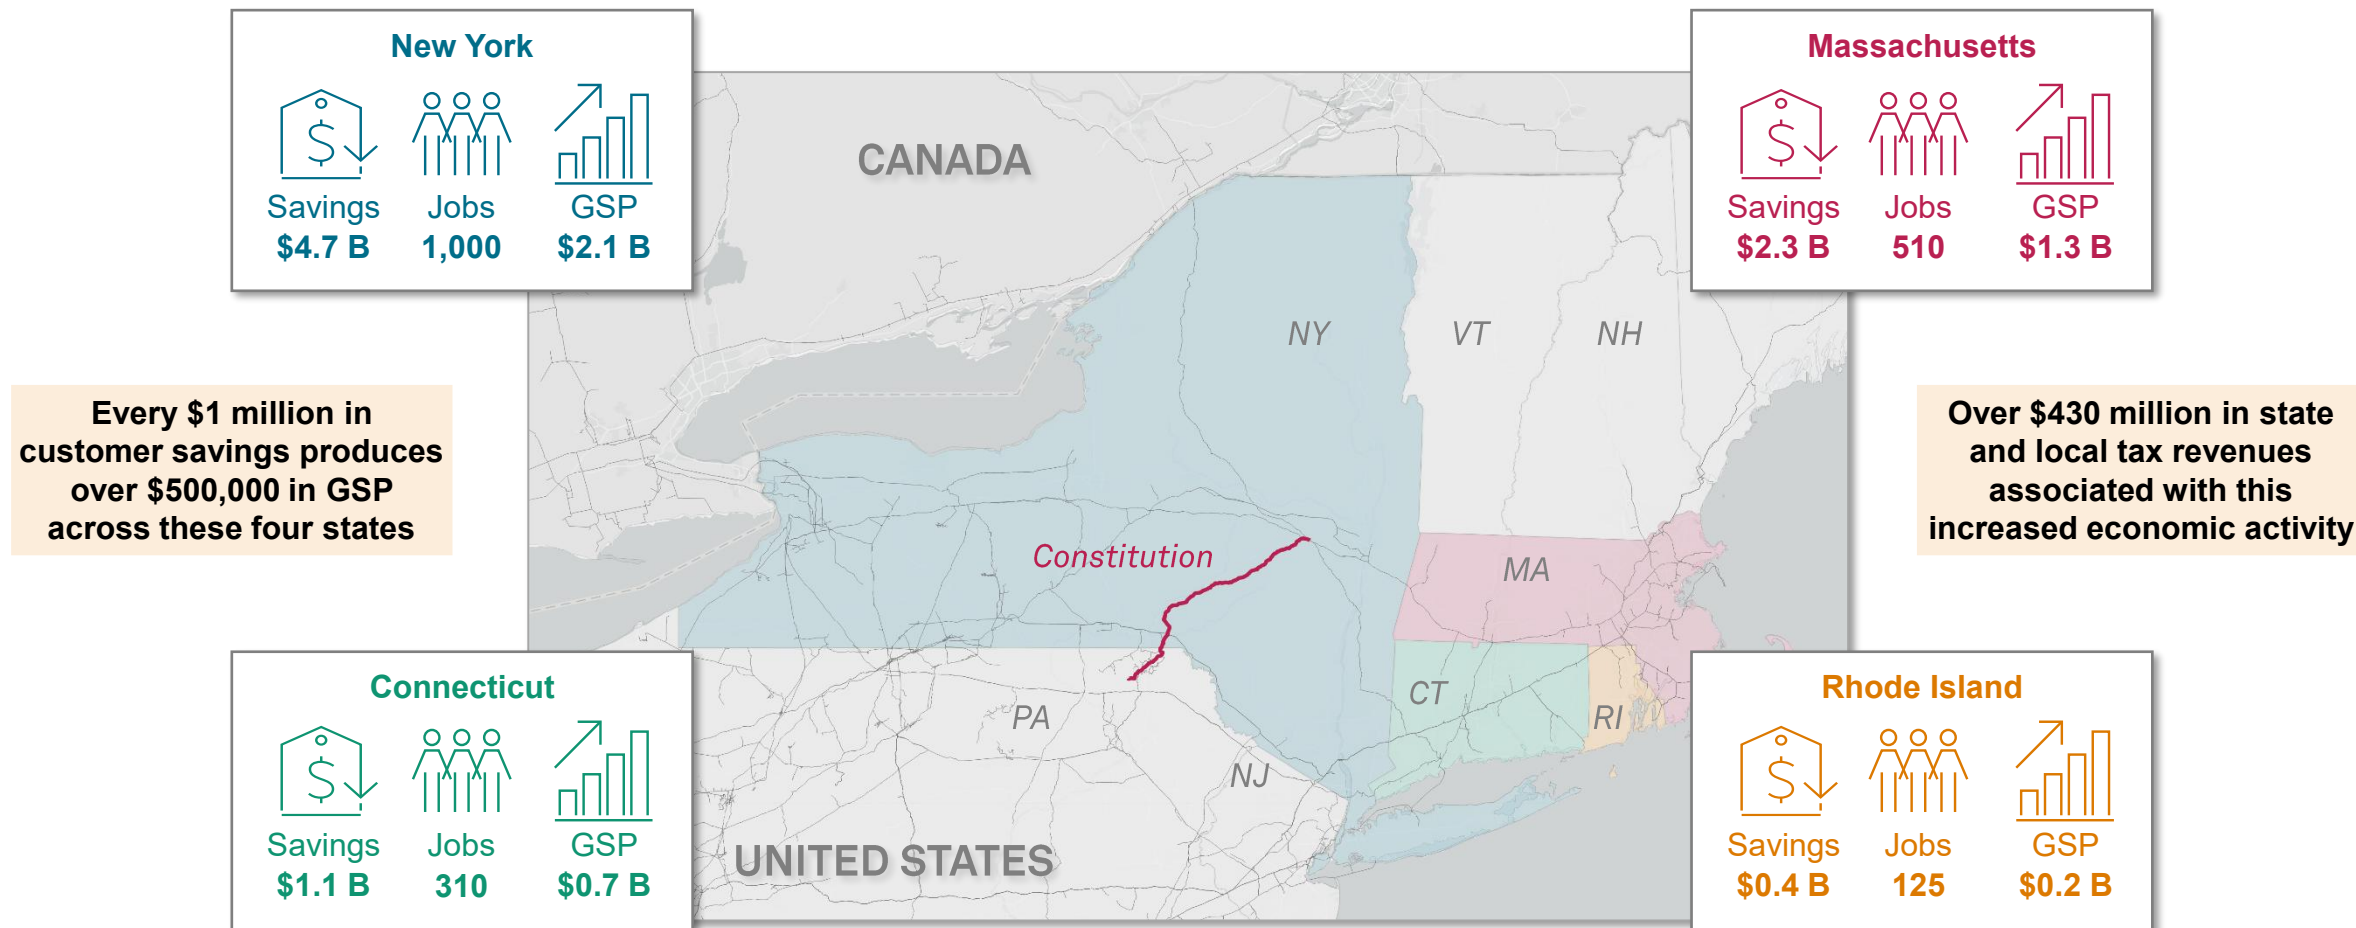 New York
Savings Jobs GSP
$4.7 B 1,000 $2.1 B
Massachusetts
Savings Jobs GSP
$2.3 B 510 $1.3 B
CANADA
NY
VT
NH
Every $1 million in
customer savings produces
over $500,000 in GSP
across these four states
Over $430 million in state
and local tax revenues
associated with this
increased economic activity
Constitution
MA
CT
RI
PA
NJ
UNITED STATES
Connecticut
Savings Jobs GSP
$1.1 B 310 $0.7 B
Rhode Island
Savings Jobs GSP
$0.4 B 125 $0.2 B